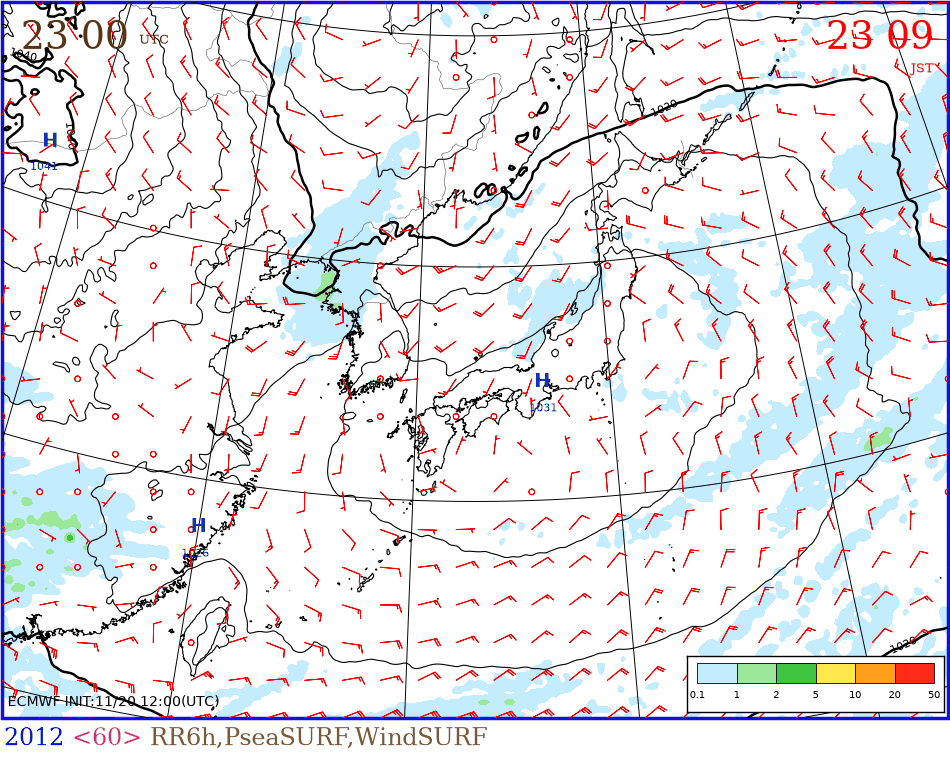 23 00 UTC
23 09
JST
1040
1020
H
1041
H
1031
H
1020
ECMWF INIT:11/20 12:00(UTC)
0.1 1 2 5 10 20 50
2012 <60> RR6h,PseaSURF,WindSURF